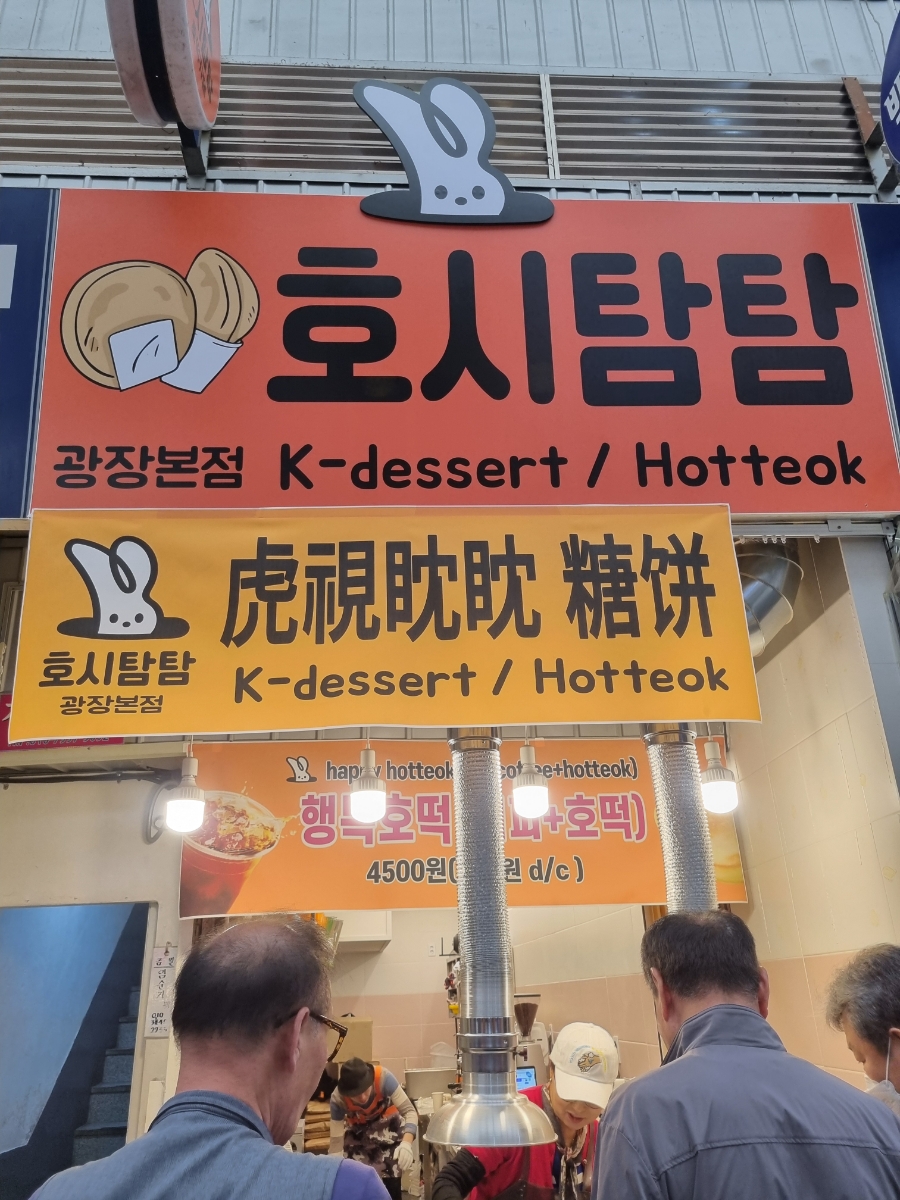 호시탐탐
광장본점 K-dessert / Hotteok
虎視眈眈 糖饼
호시탐탐
광장본점
K-dessert / Hotteok
happy hotteok +hotteok)
행복호떡 +호떡)
4500원( 원 d/c )